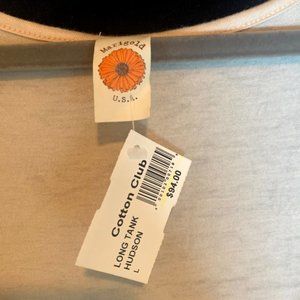 Marigold
U.S.A.
Cotton Club
LONG TANK
HUDSON
L
$94.00